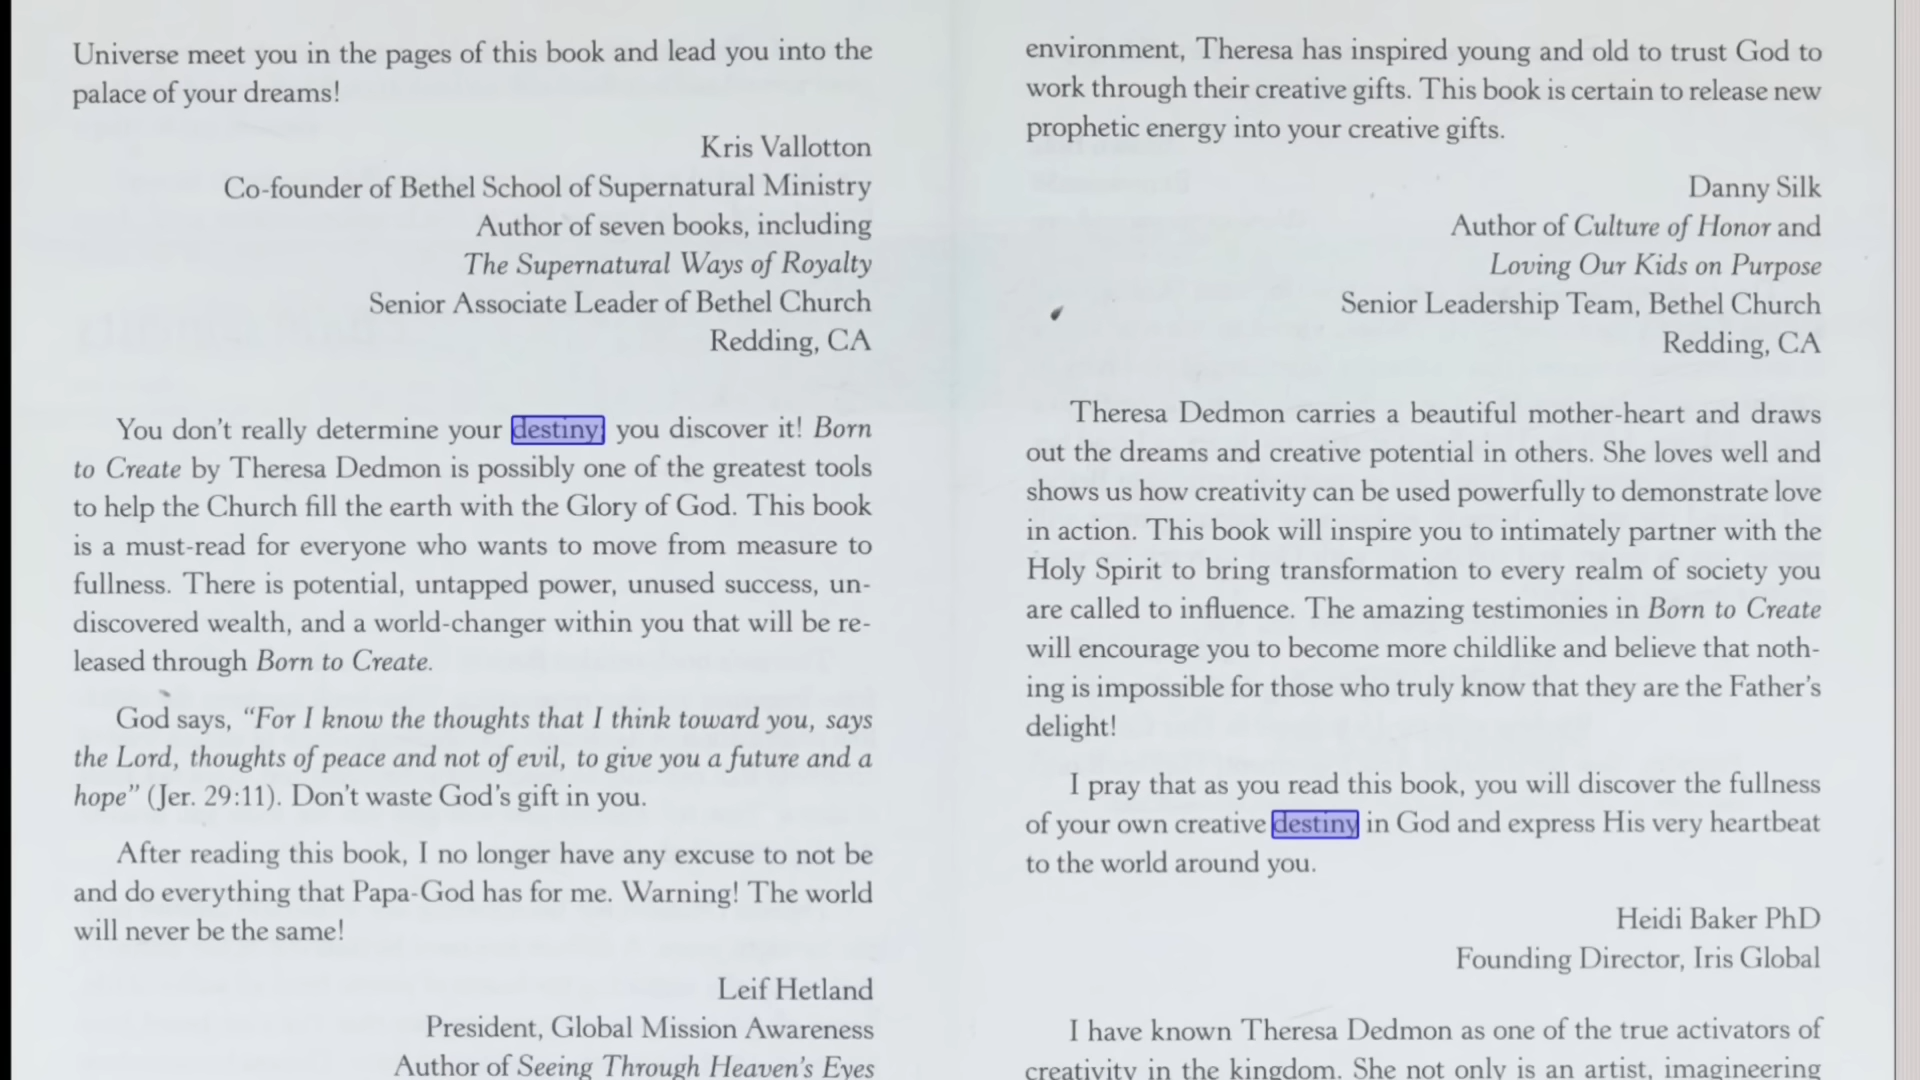 Universe meet you in the pages of this book and lead you into the
palace of your dreams!
Kris Vallotton
Co-founder of Bethel School of Supernatural Ministry
Author of seven books, including
The Supernatural Ways of Royalty
Senior Associate Leader of Bethel Church
Redding, CA
You don't really determine your destiny; you discover it! Born
to Create by Theresa Dedmon is possibly one of the greatest tools
to help the Church fill the earth with the Glory of God. This book
is a must-read for everyone who wants to move from measure to
fullness. There is potential, untapped power, unused success, un-
discovered wealth, and a world-changer within you that will be re-
leased through Born to Create.
God says, “For I know the thoughts that I think toward you, says
the Lord, thoughts of peace and not of evil, to give you a future and a
hope” (Jer. 29:11). Don't waste God's gift in you.
After reading this book, I no longer have any excuse to not be
and do everything that Papa-God has for me. Warning! The world
will never be the same!
Leif Hetland
President, Global Mission Awareness
Author of Seeing Through Heaven's Eyes
environment, Theresa has inspired young and old to trust God to
work through their creative gifts. This book is certain to release new
prophetic energy into your creative gifts.
Danny Silk
Author of Culture of Honor and
Loving Our Kids on Purpose
Senior Leadership Team, Bethel Church
Redding, CA
Theresa Dedmon carries a beautiful mother-heart and draws
out the dreams and creative potential in others. She loves well and
shows us how creativity can be used powerfully to demonstrate love
in action. This book will inspire you to intimately partner with the
Holy Spirit to bring transformation to every realm of society you
are called to influence. The amazing testimonies in Born to Create
will encourage you to become more childlike and believe that noth-
ing is impossible for those who truly know that they are the Father's
delight!
I pray that as you read this book, you will discover the fullness
of your own creative destiny in God and express His very heartbeat
to the world around you.
Heidi Baker PhD
Founding Director, Iris Global
I have known Theresa Dedmon as one of the true activators of
creativity in the kingdom. She not only is an artist, imagineering